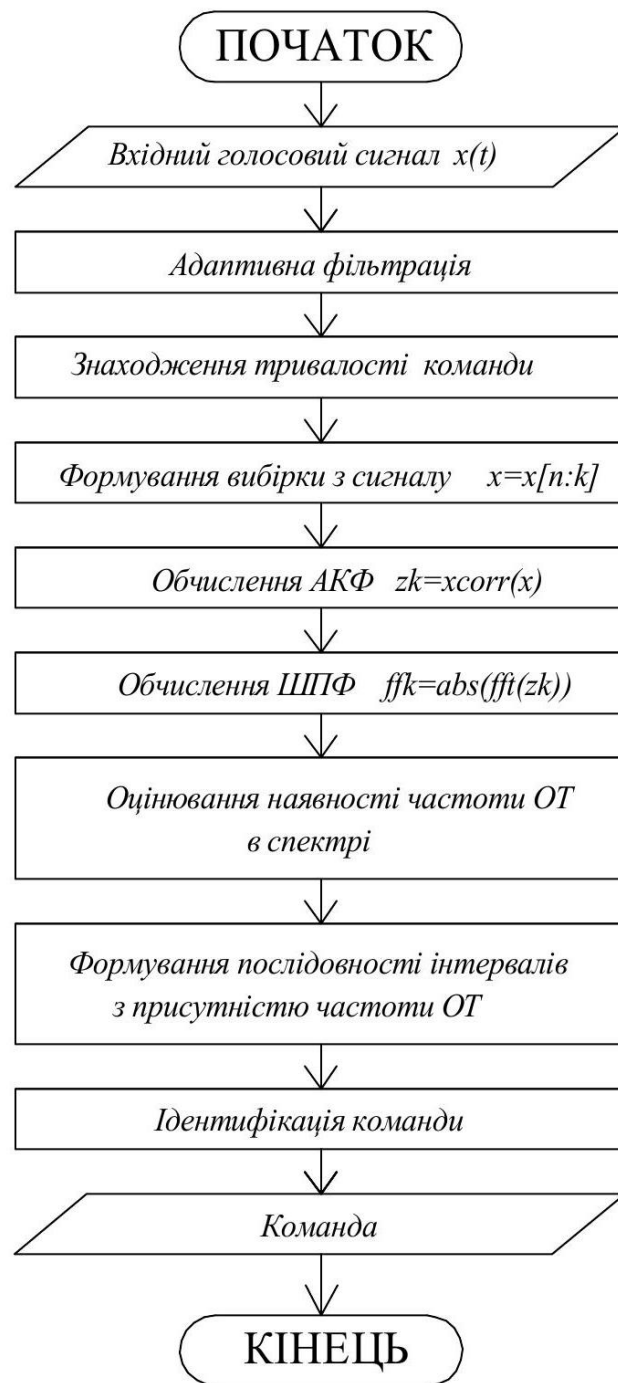 ПОЧАТОК
Вхідний голосовий сигнал x(t)
Адаптивна фільтрація
Знаходження тривалості команди
Формування вибірки з сигналу x=x[n:k]
Обчислення АКФ zk=xcorr(x)
Обчислення ШПФ ffk=abs(fft(zk))
Оцінювання наявності частоти ОТ
в спектрі
Формування послідовності інтервалів
з присутністю частоти ОТ
Ідентифікація команди
Команда
КІНЕЦЬ